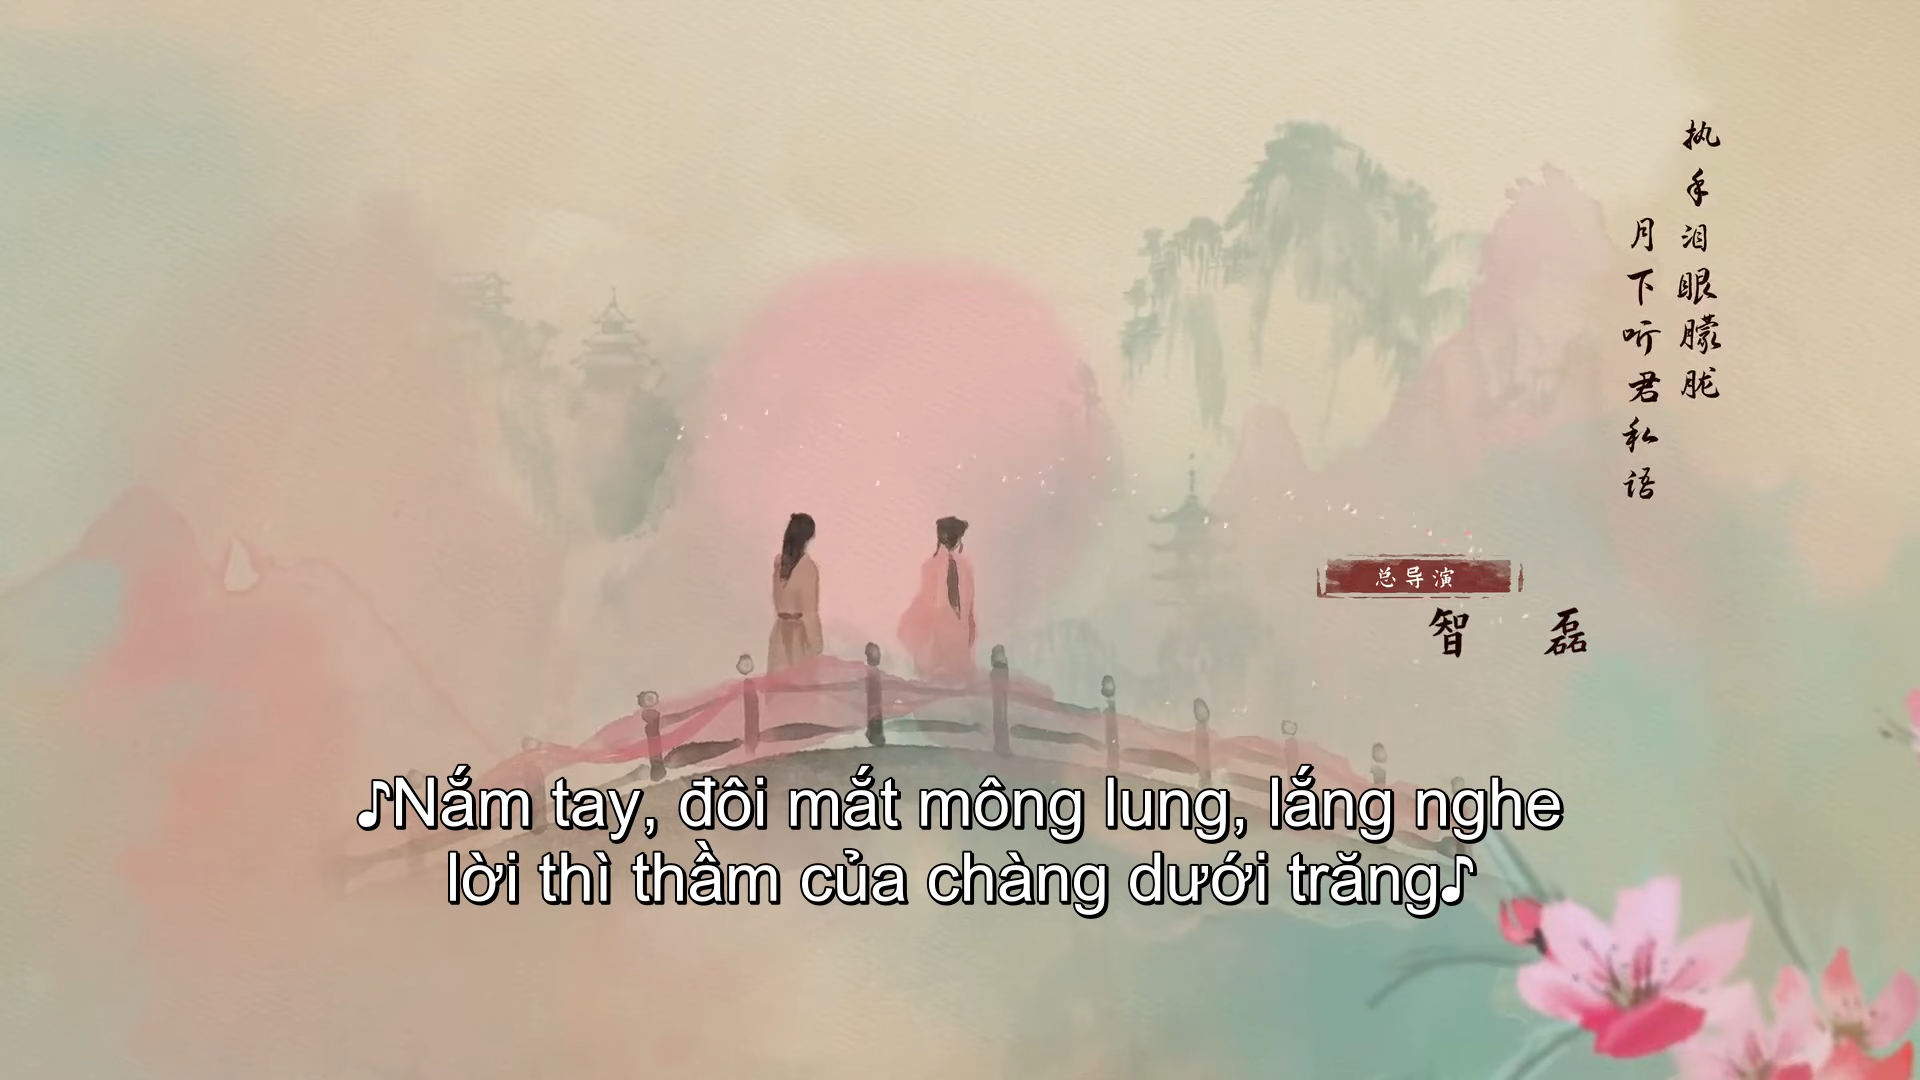 执手泪眼朦胧
月下听君私语
总导演
智 磊
♪Nắm tay, đôi mắt mông lung, lắng nghe
lời thì thầm của chàng dưới trăng♪